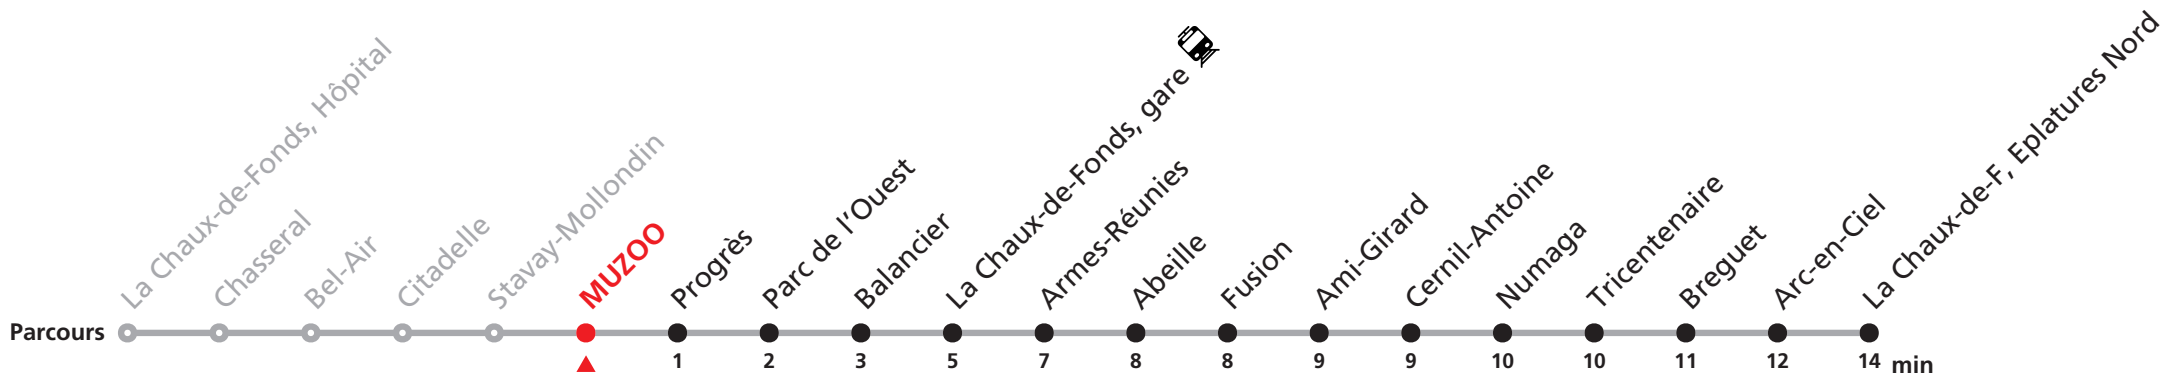 La Chaux-de-Fonds, Hôpital
Chasseral
Bel-Air
Citadelle
Stavay-Mollondin
MUZOO
Progrès
Parc de l'Ouest
Balancier
La Chaux-de-Fonds, gare
Armes-Réunies
Abeille
Fusion
Ami-Girard
Cernil-Antoine
Numaga
Tricentenaire
Breguet
Arc-en-Ciel
La Chaux-de-F, Eplatures Nord
Parcours
1 2 3 5 7 8 8 9 9 10 10 11 12 14 min